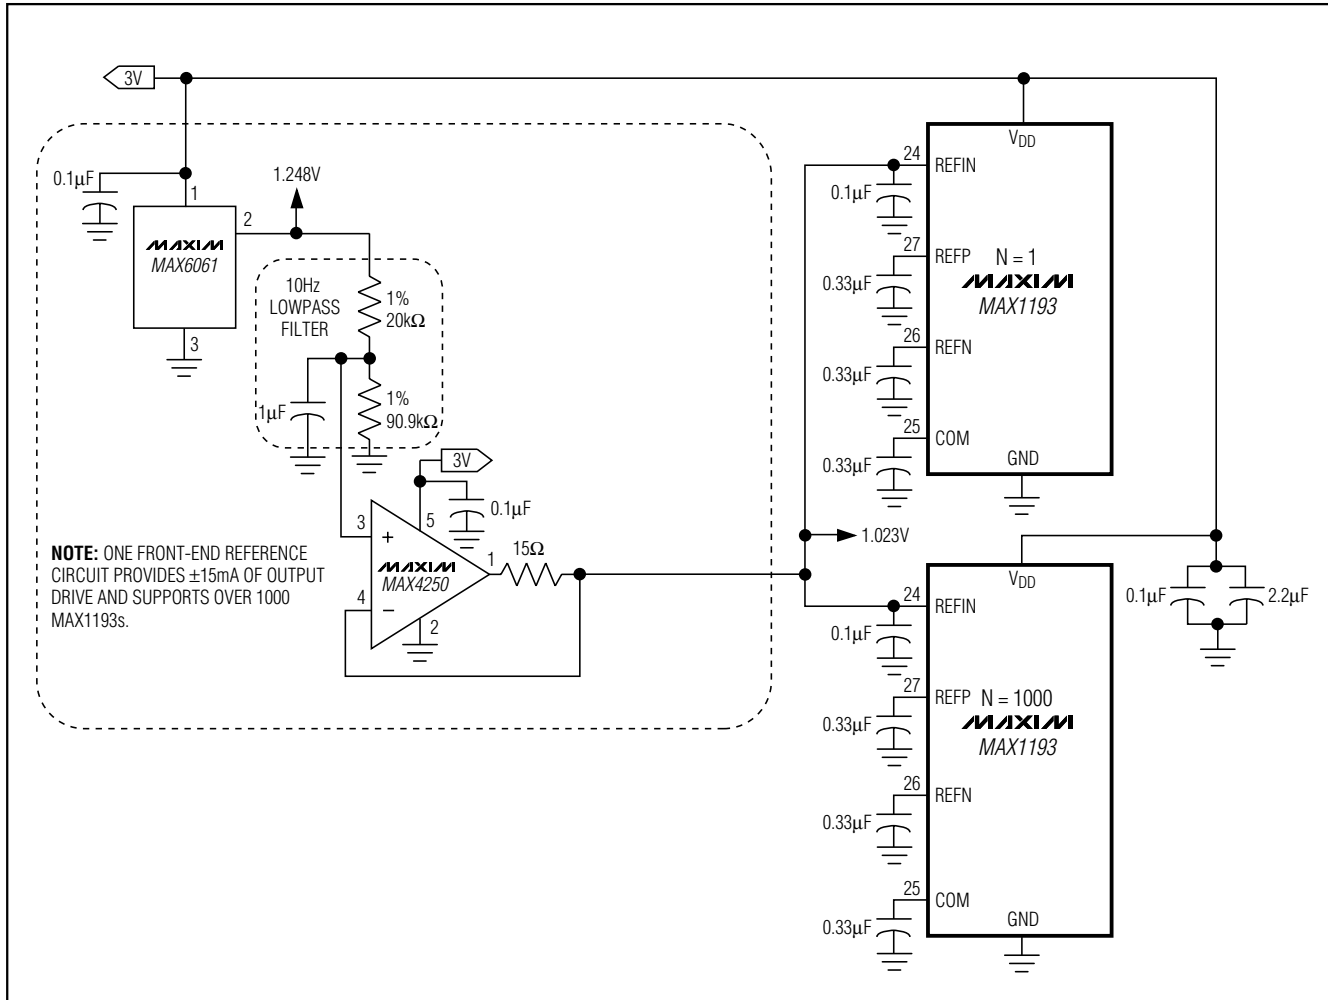 3V
0.1μF
1
1.248V
2
MAXIM
MAX6061
3
10Hz
LOWPASS
FILTER
1%
20kΩ
1μF
1%
90.9kΩ
3V
5
0.1μF
3
+
MAXIM
MAX4250
1
15Ω
4
−
2
NOTE: ONE FRONT-END REFERENCE
CIRCUIT PROVIDES ±15mA OF OUTPUT
DRIVE AND SUPPORTS OVER 1000
MAX1193s.
VDD
24
REFIN
0.1μF
27
REFP
N = 1
MAXIM
MAX1193
0.33μF
26
REFN
0.33μF
25
COM
0.33μF
GND
1.023V
VDD
24
REFIN
0.1μF
27
REFP
N = 1000
MAXIM
MAX1193
0.33μF
26
REFN
0.33μF
25
COM
0.33μF
GND
0.1μF
2.2μF